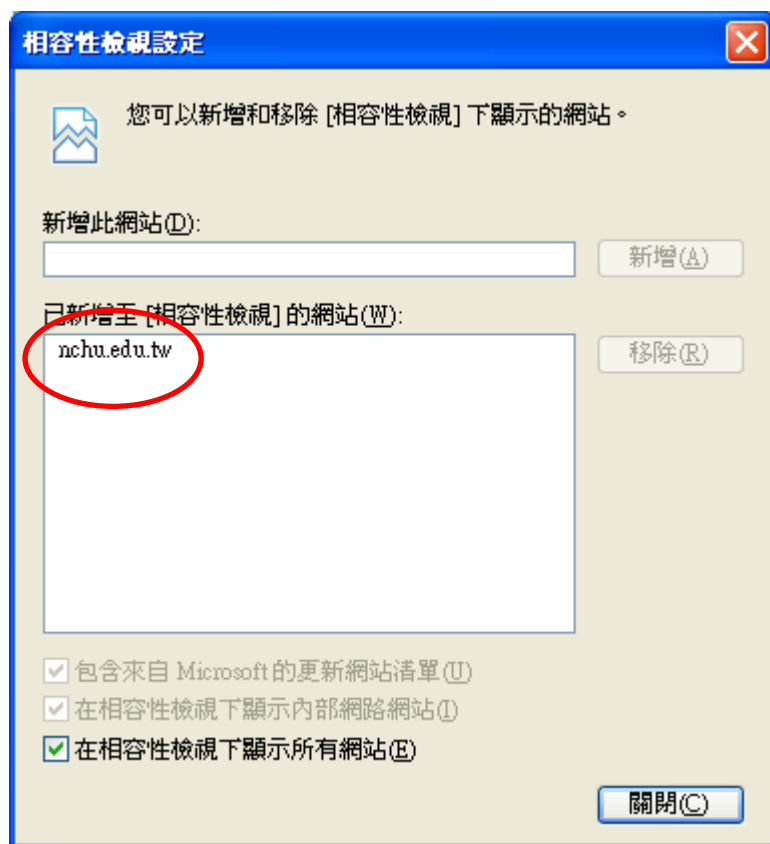 相容性檢視設定
您可以新增和移除 [相容性檢視] 下顯示的網站。
新增此網站(D):
新增(A)
已新增至 [相容性檢視] 的網站(W):
nchu.edu.tw
移除(R)
包含來自 Microsoft 的更新網站清單(U)
在相容性檢視下顯示內部網路網站(I)
在相容性檢視下顯示所有網站(E)
關閉(C)